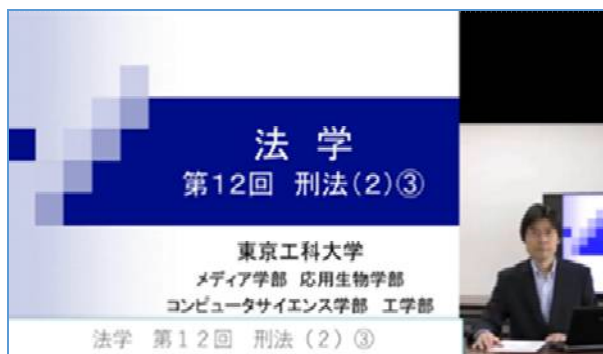 法 学
第12回 刑法(2)③
東京工科大学
メディア学部 応用生物学部
コンピュータサイエンス学部 工学部
法学 第12回 刑法(2)③